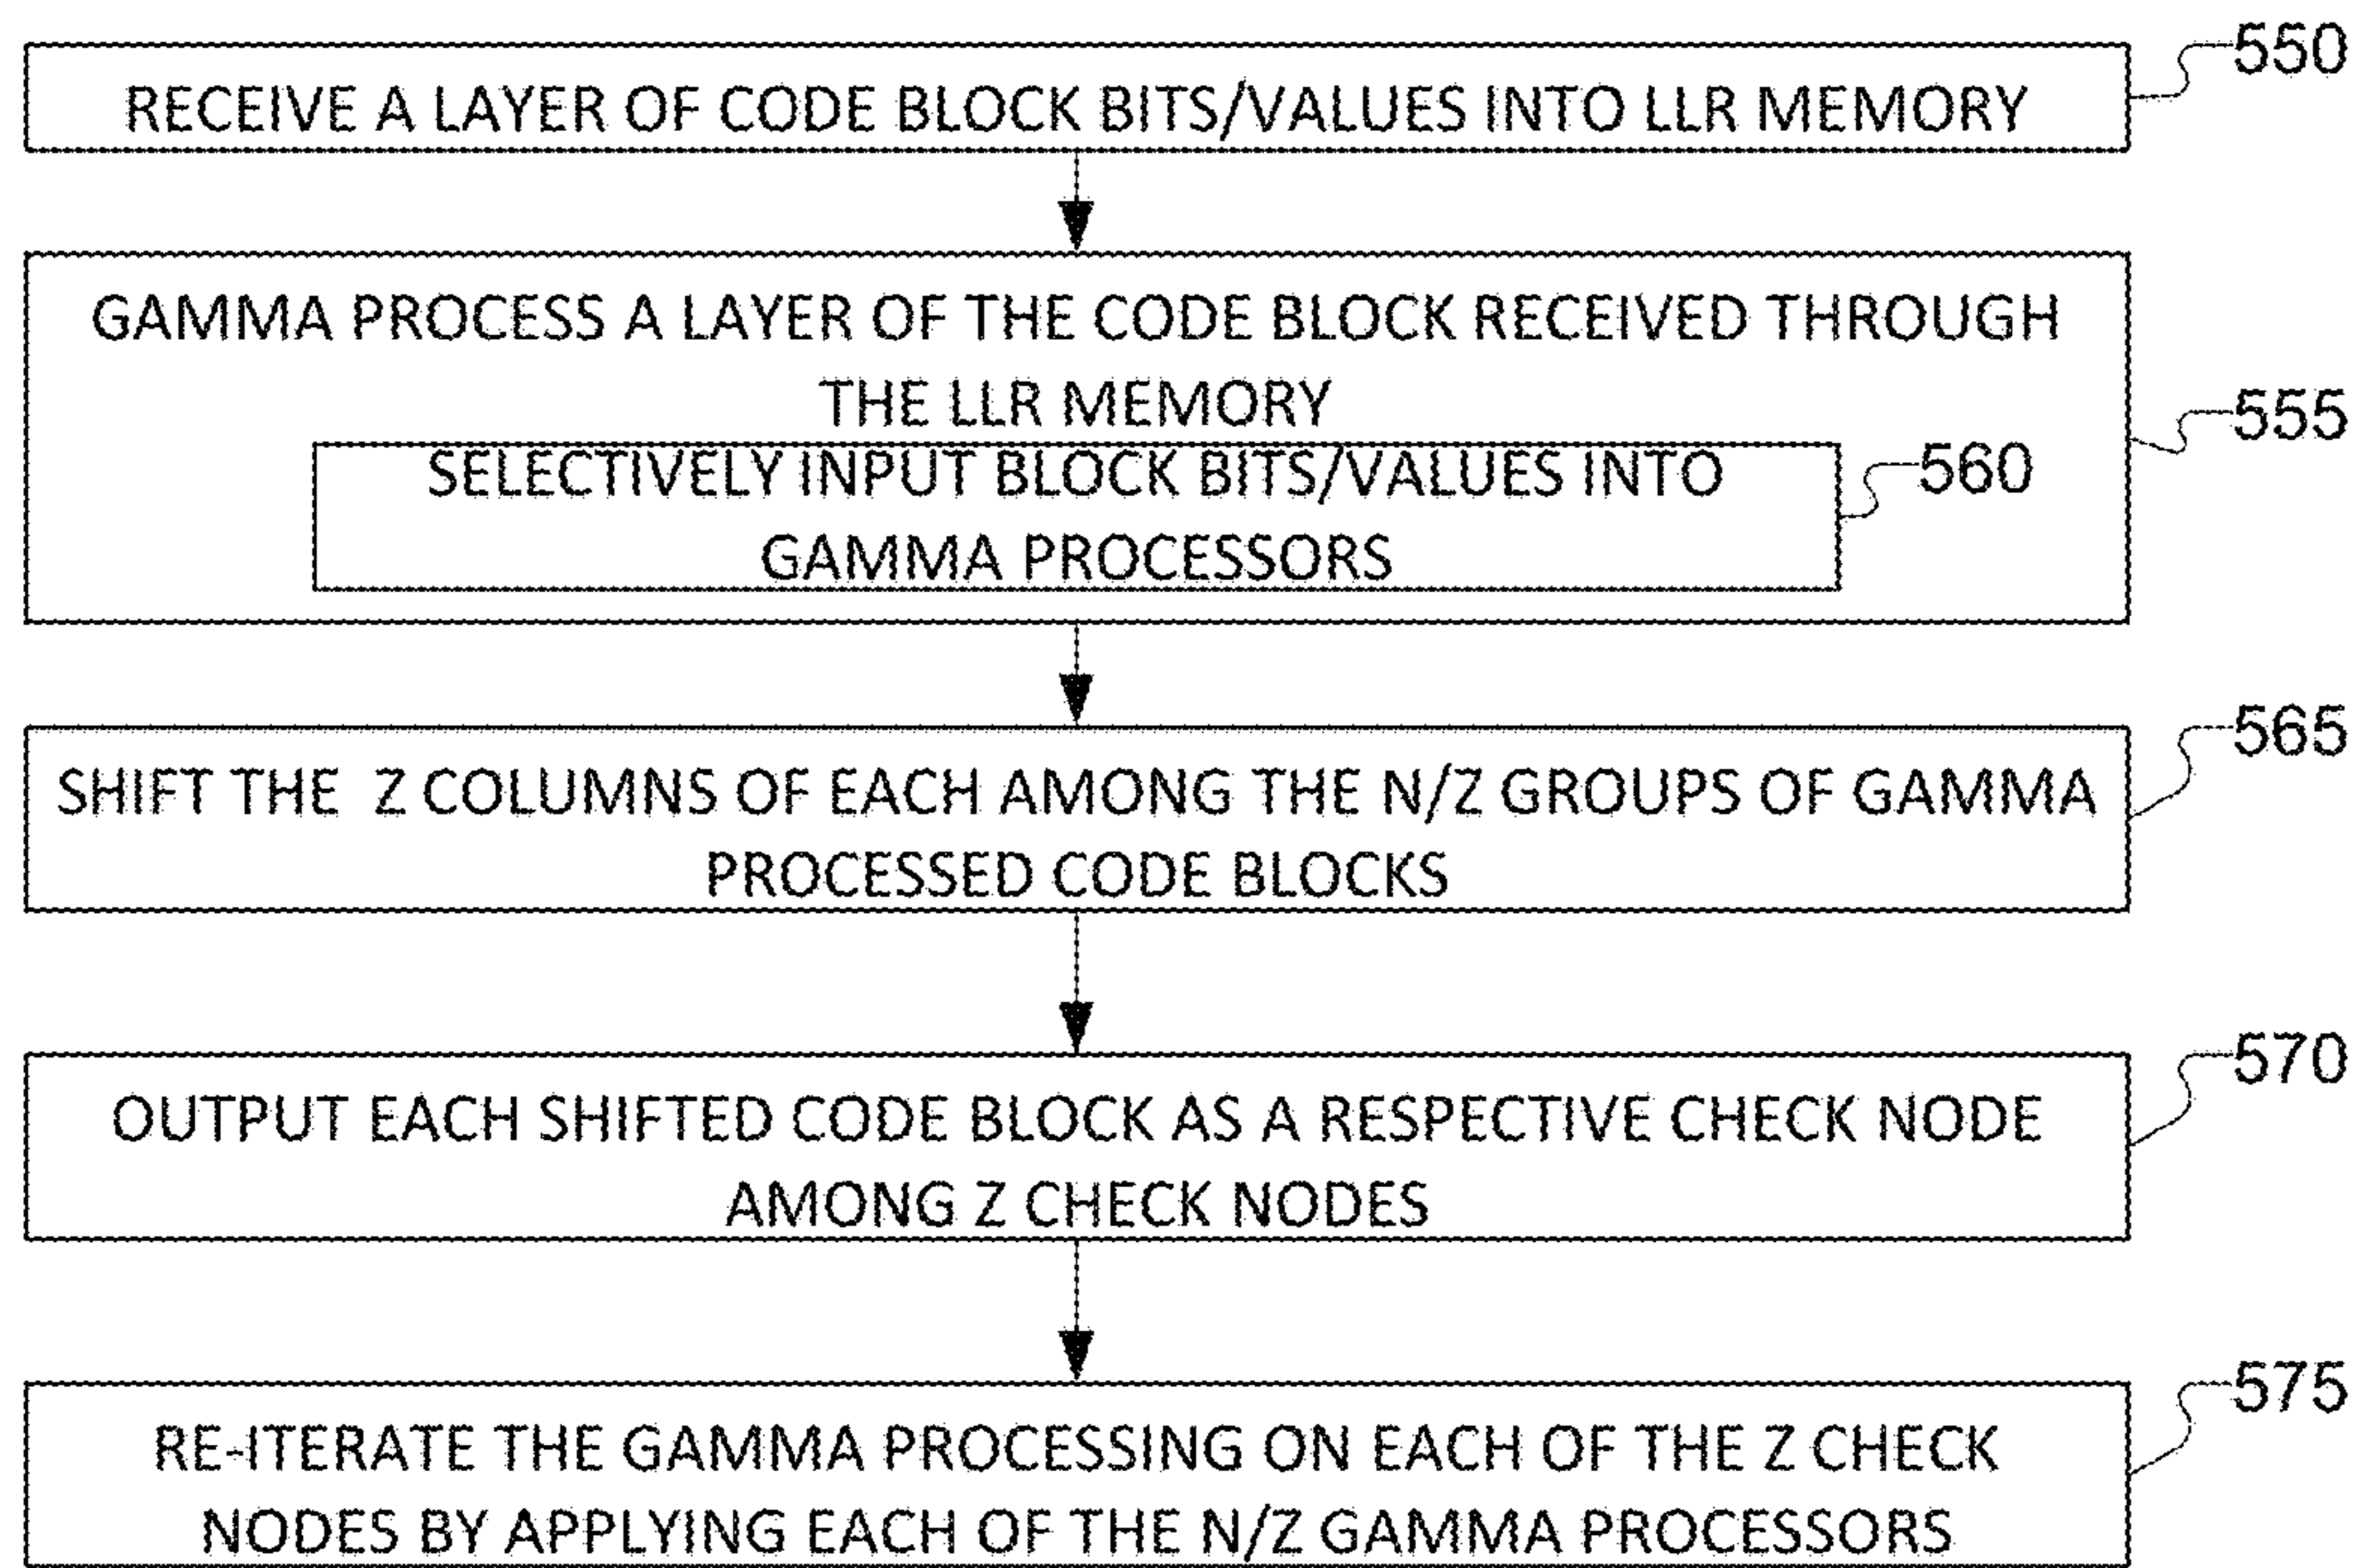 550
RECEIVE A LAYER OF CODE BLOCK BITS/VALUES INTO LLR MEMORY
GAMMA PROCESS A LAYER OF THE CODE BLOCK RECEIVED THROUGH
THE LLR MEMORY
555
SELECTIVELY INPUT BLOCK BITS/VALUES INTO
560
GAMMA PROCESSORS
565
SHIFT THE Z COLUMNS OF EACH AMONG THE N/Z GROUPS OF GAMMA
PROCESSED CODE BLOCKS
570
OUTPUT EACH SHIFTED CODE BLOCK AS A RESPECTIVE CHECK NODE
AMONG Z CHECK NODES
575
RE-ITERATE THE GAMMA PROCESSING ON EACH OF THE Z CHECK
NODES BY APPLYING EACH OF THE N/Z GAMMA PROCESSORS